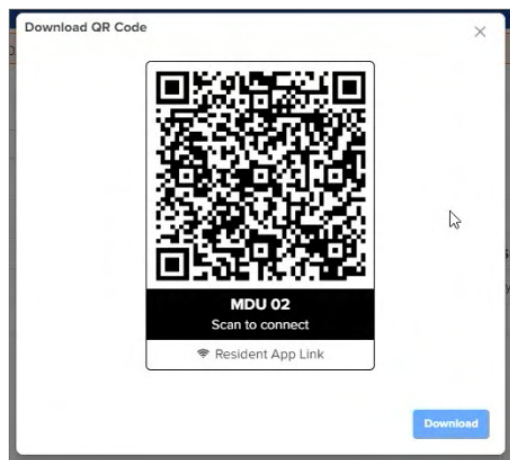 Download QR Code
MDU 02
Scan to connect
Resident App Link
Download